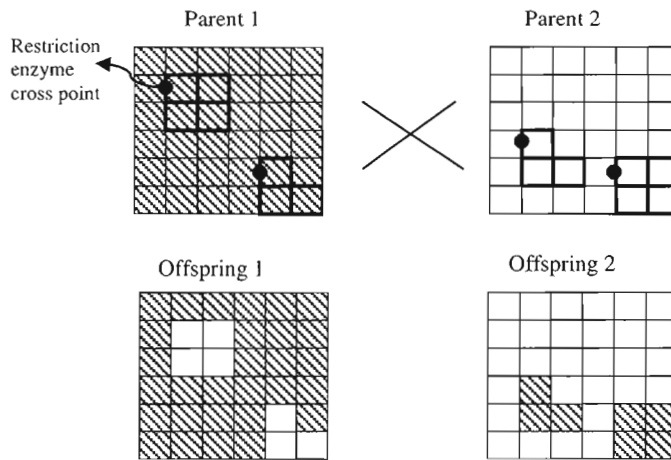 Parent 1
Parent 2
Restriction
enzyme
cross point
Offspring 1
Offspring 2